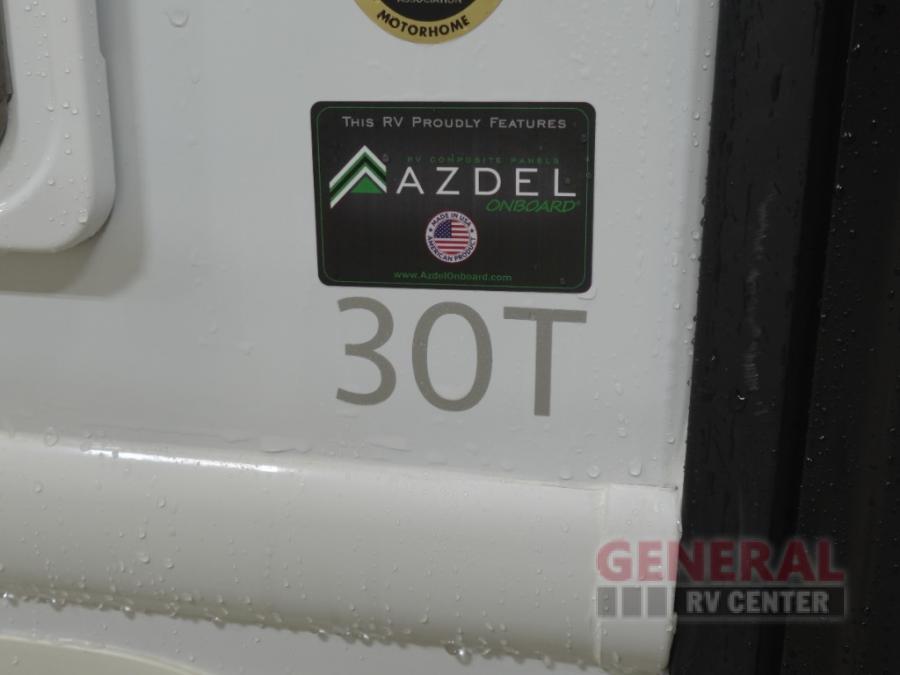 ASSOCIATION
MOTORHOME
THIS RV PROUDLY FEATURES
RV COMPOSITE PANELS
AZDEL
ONBOARD®
MADE IN USA
AMERICAN PRODUCT
www.AzdelOnboard.com
30T
GENERAL
RV CENTER